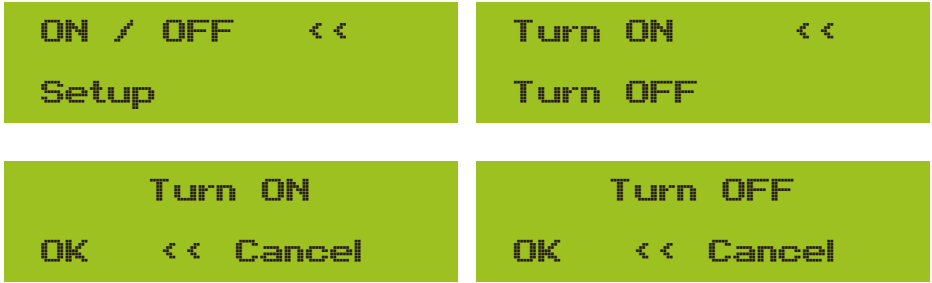 ON / OFF <<
Setup
Turn ON <<
Turn OFF
Turn ON
OK << Cancel
Turn OFF
OK << Cancel